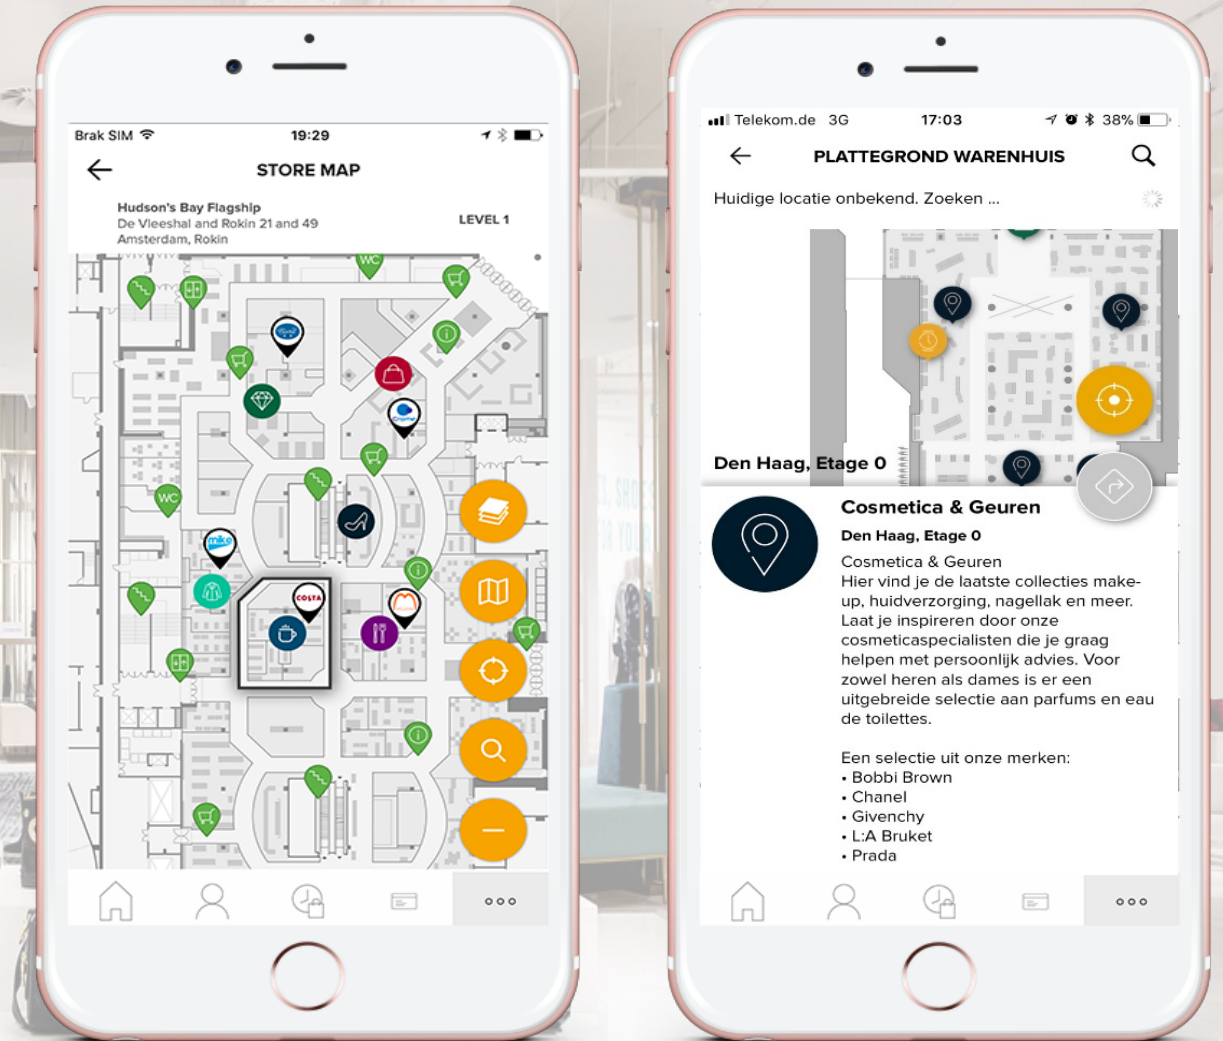 Brak SIM
19:29
STORE MAP
Hudson's Bay Flagship
De Vleeshal and Rokin 21 and 49
Amsterdam, Rokin
LEVEL 1
WC
WC
mike
COSTA
Telekom.de 3G
17:03
38%
PLATTEGROND WARENHUIS
Huidige locatie onbekend. Zoeken ...
Den Haag, Etage 0
Cosmetica & Geuren
Den Haag, Etage 0
Cosmetica & Geuren
Hier vind je de laatste collecties make-
up, huidverzorging, nagellak en meer.
Laat je inspireren door onze
cosmeticaspecialisten die je graag
helpen met persoonlijk advies. Voor
zowel heren als dames is er een
uitgebreide selectie aan parfums en eau
de toilettes.
Een selectie uit onze merken:
• Bobbi Brown
• Chanel
• Givenchy
• L:A Bruket
• Prada